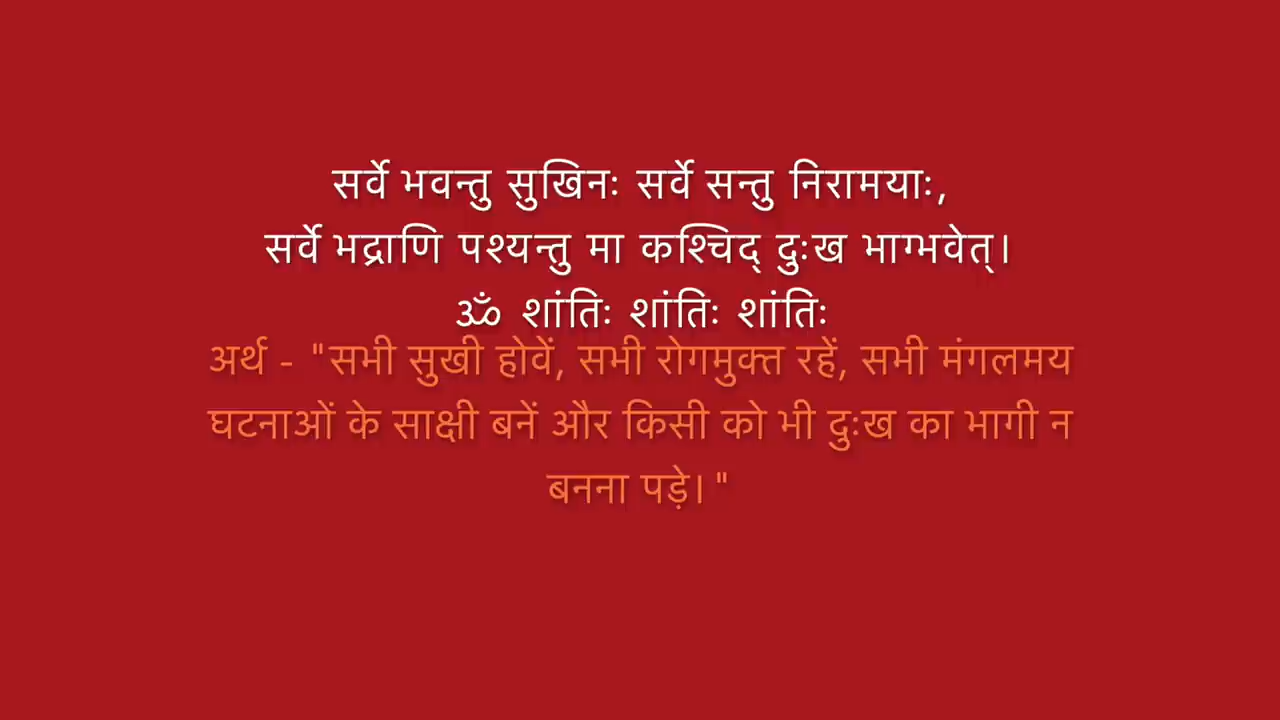 सर्वे भवन्तु सुखिनः सर्वे सन्तु निरामयाः,
सर्वे भद्राणि पश्यन्तु मा कश्चिद् दुःख भाग्भवेत्।
ॐ शांतिः शांतिः शांतिः
अर्थ - "सभी सुखी होवें, सभी रोगमुक्त रहें, सभी मंगलमय
घटनाओं के साक्षी बनें और किसी को भी दुःख का भागी न
बनना पड़े। "